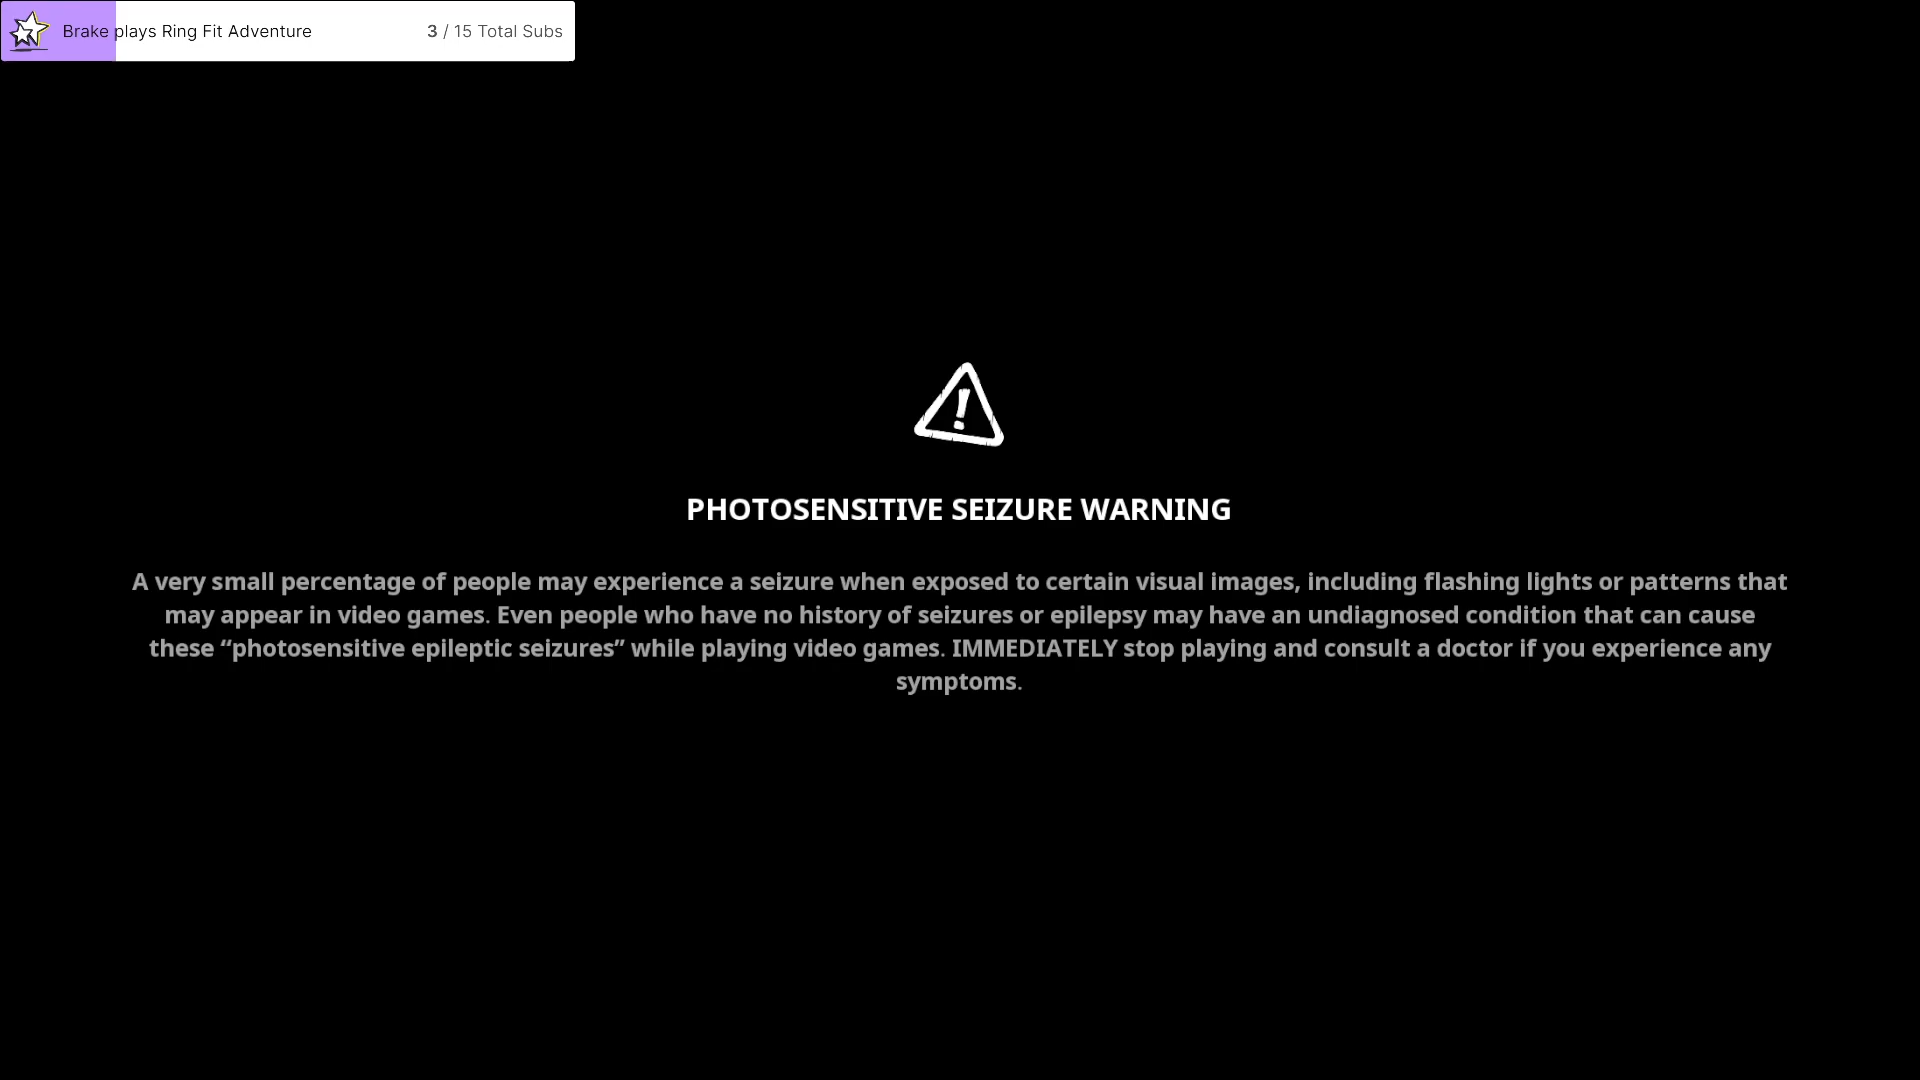 Brake plays Ring Fit Adventure 3 / 15 Total Subs
PHOTOSENSITIVE SEIZURE WARNING
A very small percentage of people may experience a seizure when exposed to certain visual images, including flashing lights or patterns that
may appear in video games. Even people who have no history of seizures or epilepsy may have an undiagnosed condition that can cause
these “photosensitive epileptic seizures” while playing video games. IMMEDIATELY stop playing and consult a doctor if you experience any
symptoms.